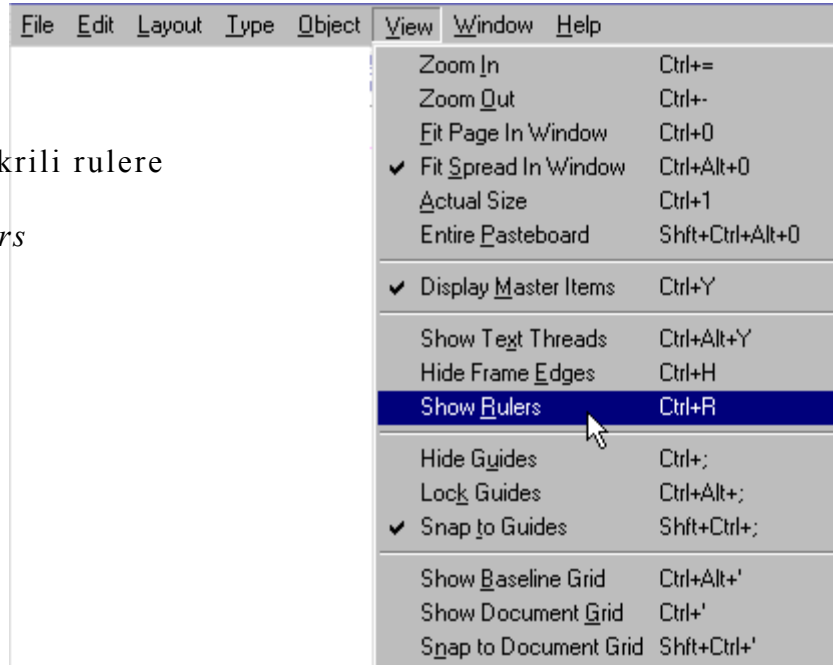 File Edit Layout Type Object View Window Help
Zoom In Ctrl+=
Zoom Out Ctrl+-
Fit Page In Window Ctrl+0
krili rulere
✔ Fit Spread In Window Ctrl+Alt+0
Actual Size Ctrl+1
rs
Entire Pasteboard Shft+Ctrl+Alt+0
✔ Display Master Items Ctrl+Y
Show Text Threads Ctrl+Alt+Y
Hide Frame Edges Ctrl+H
Show Rulers Ctrl+R
Hide Guides Ctrl+;
Lock Guides Ctrl+Alt+;
✔ Snap to Guides Shft+Ctrl+;
Show Baseline Grid Ctrl+Alt+'
Show Document Grid Ctrl+'
Snap to Document Grid Shft+Ctrl+'